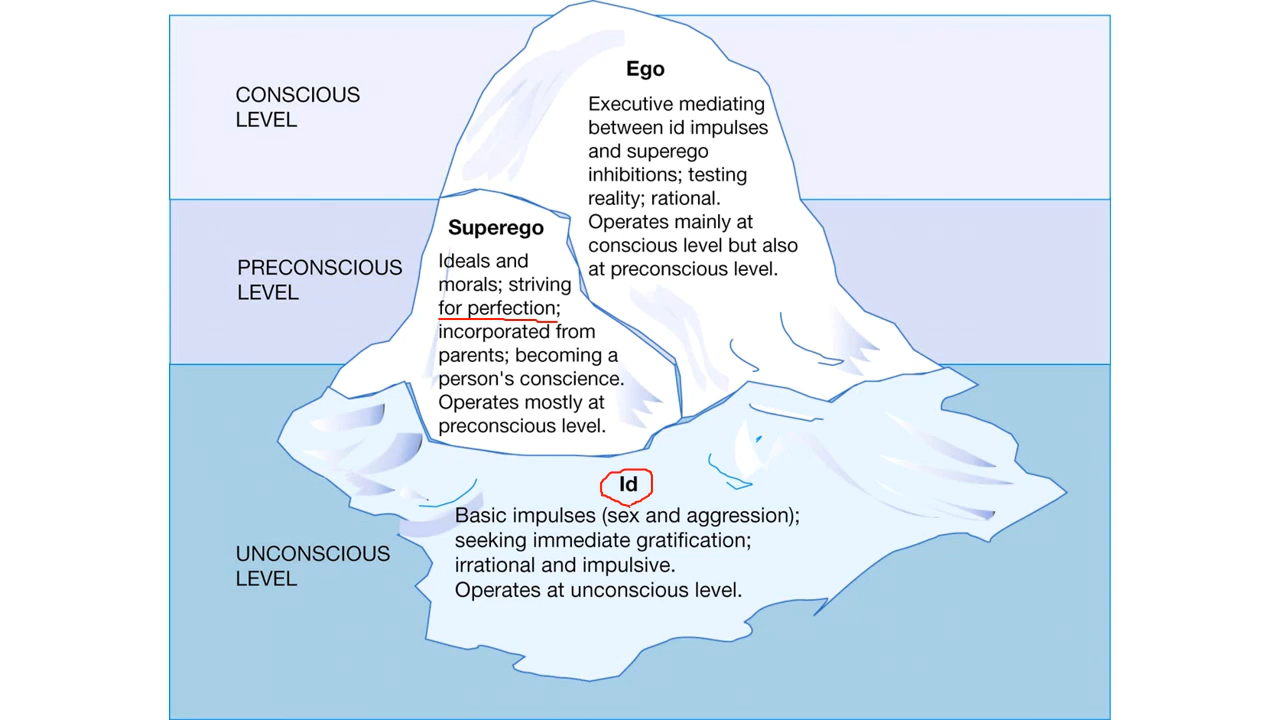 CONSCIOUS
LEVEL
Ego
Executive mediating
between id impulses
and superego
inhibitions; testing
reality; rational.
Operates mainly at
conscious level but also
at preconscious level.
PRECONSCIOUS
LEVEL
Superego
Ideals and
morals; striving
for perfection;
incorporated from
parents; becoming a
person's conscience.
Operates mostly at
preconscious level.
UNCONSCIOUS
LEVEL
Id
Basic impulses (sex and aggression);
seeking immediate gratification;
irrational and impulsive.
Operates at unconscious level.